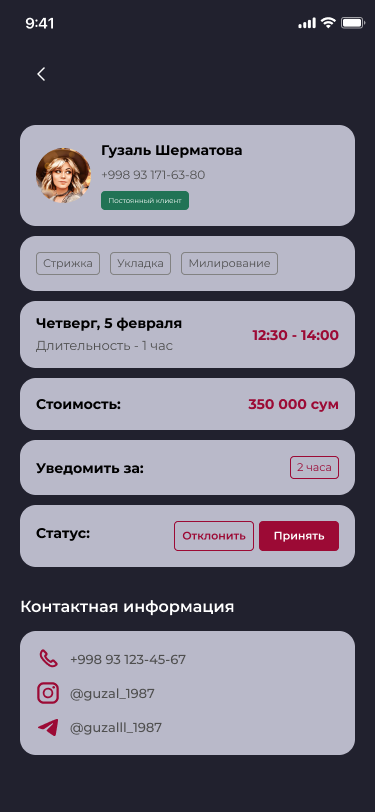 9:41
Гузаль Шерматова
+998 93 171-63-80
Постоянный клиент
Стрижка Укладка Милирование
Четверг, 5 февраля
Длительность - 1 час
12:30 - 14:00
Стоимость: 350 000 сум
Уведомить за: 2 часа
Статус: Отклонить Принять
Контактная информация
+998 93 123-45-67
@guzal_1987
@guzalll_1987